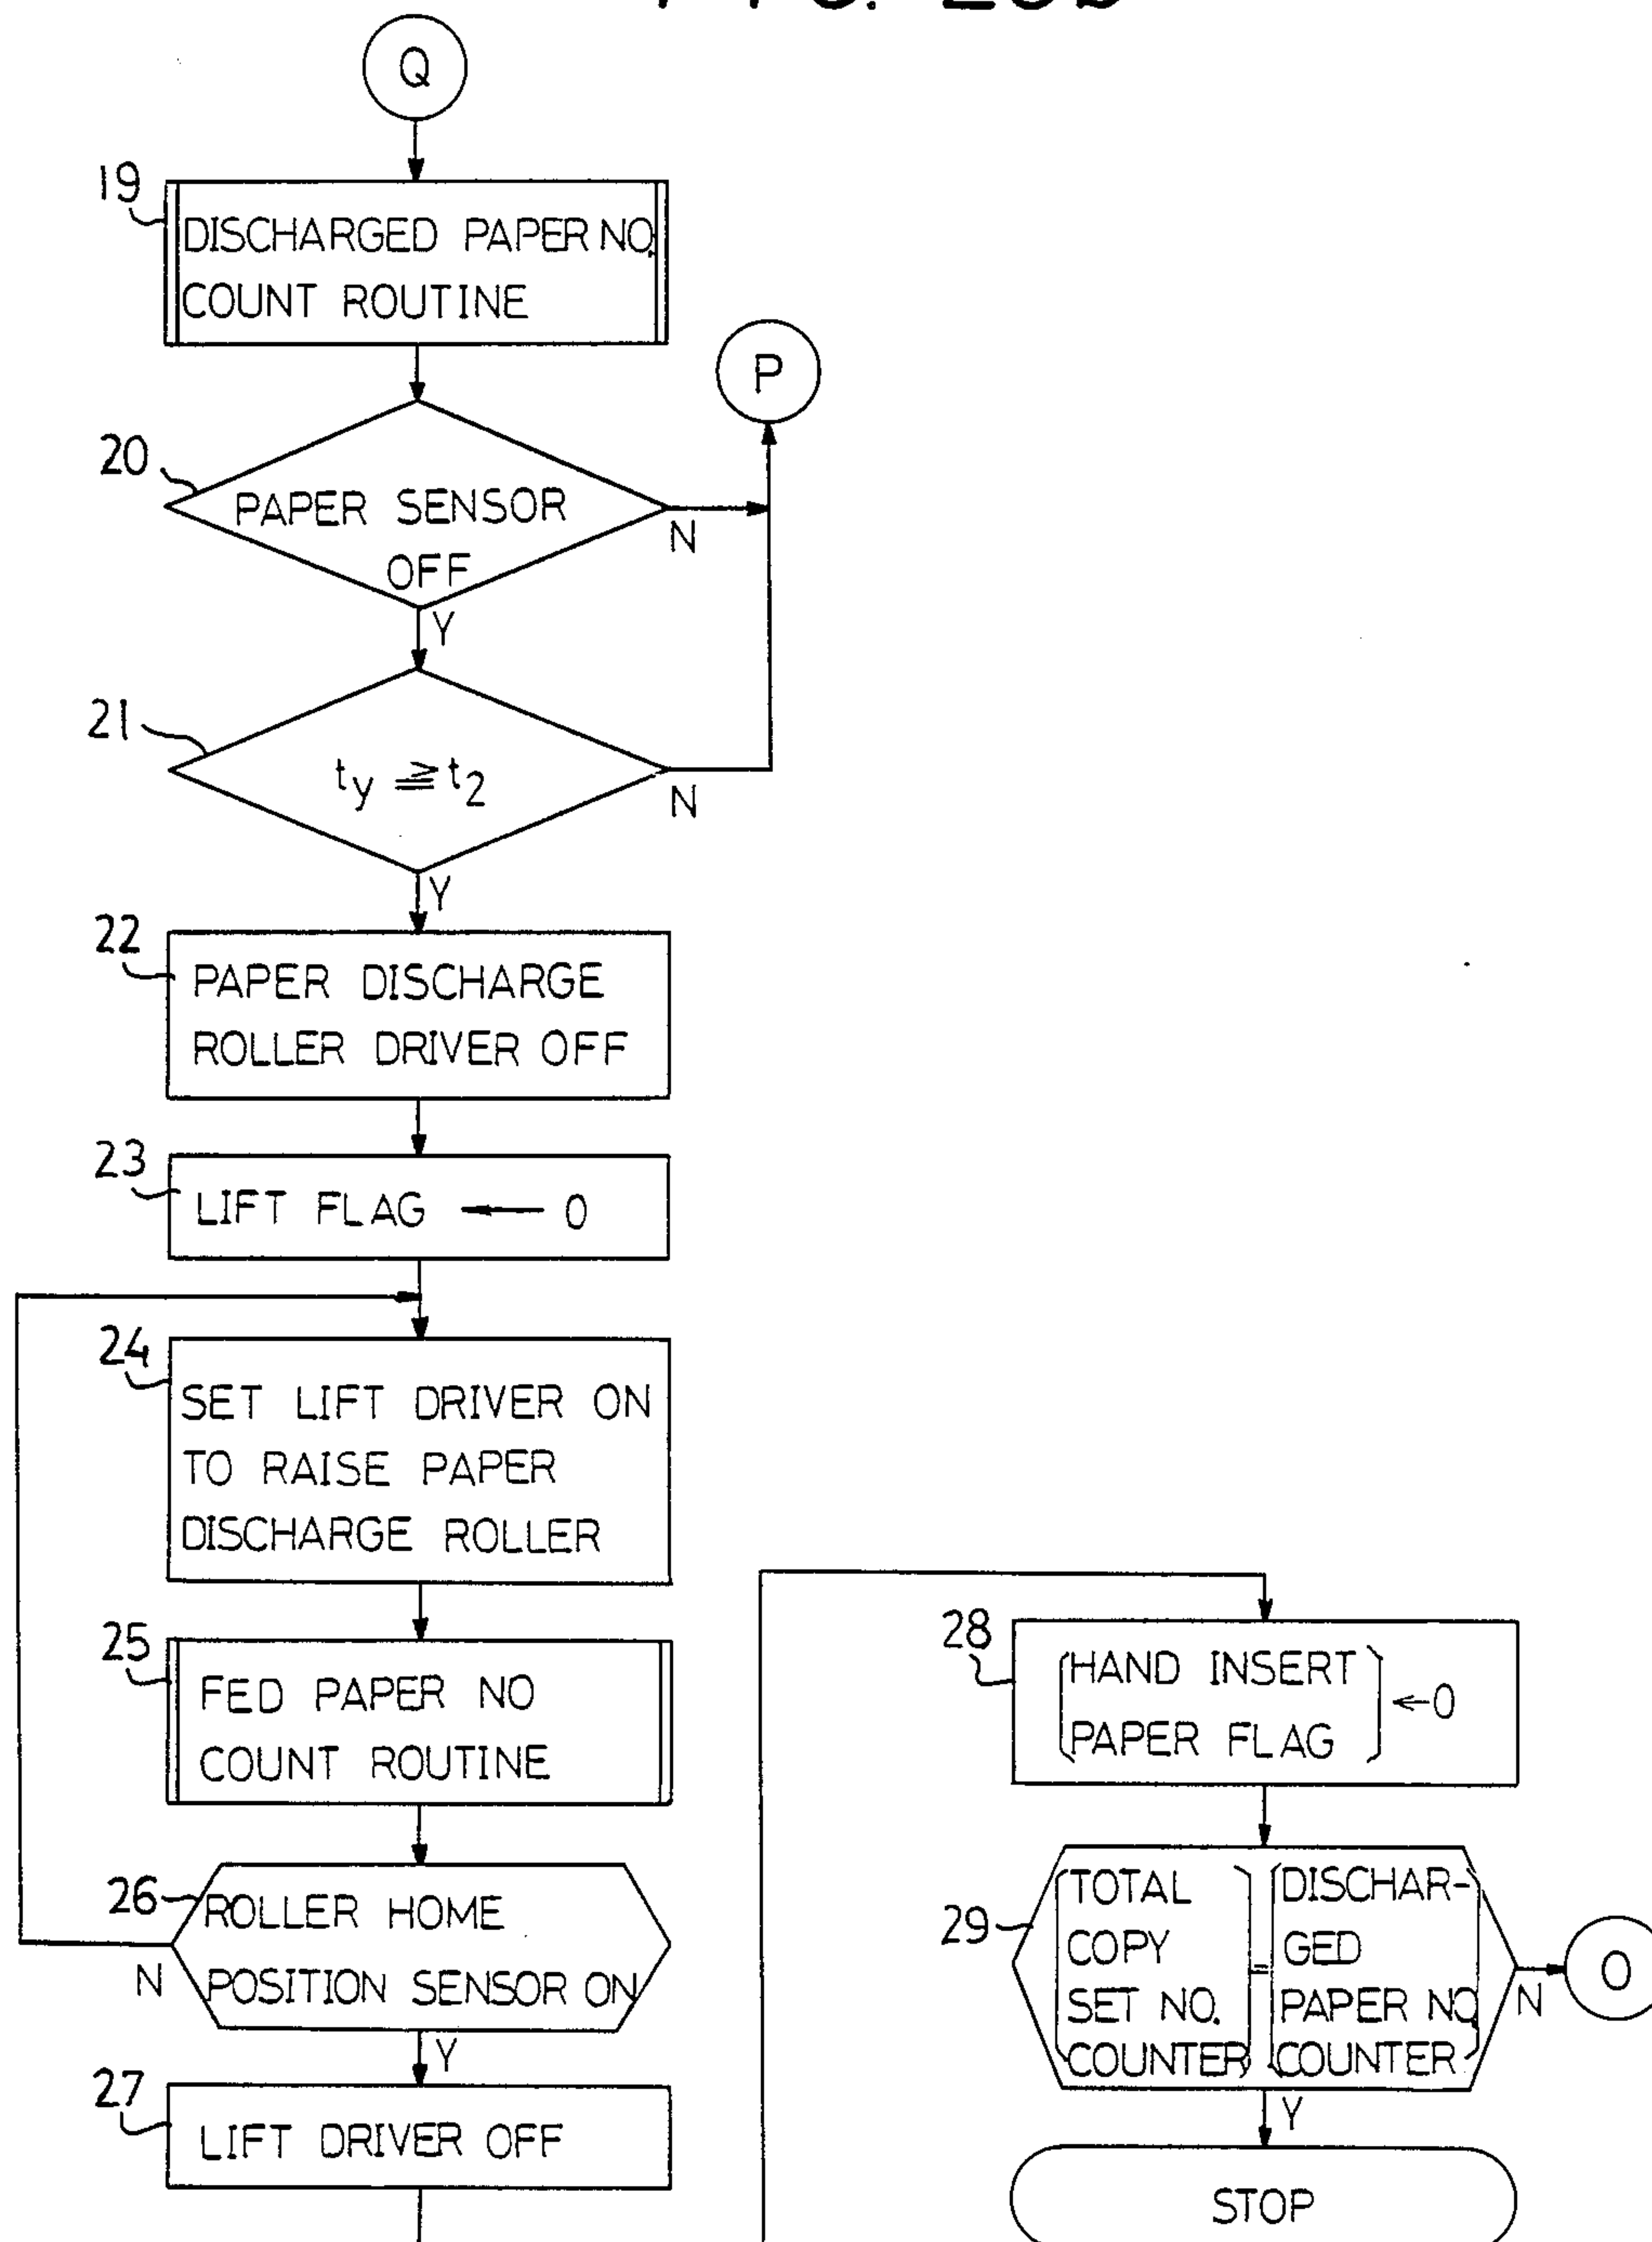 Q
19
DISCHARGED PAPER NO.
COUNT ROUTINE
P
20
PAPER SENSOR
OFF
N
Y
21
ty ≧ t2
N
Y
22
PAPER DISCHARGE
ROLLER DRIVER OFF
23
LIFT FLAG ← 0
24
SET LIFT DRIVER ON
TO RAISE PAPER
DISCHARGE ROLLER
25
FED PAPER NO
COUNT ROUTINE
26
ROLLER HOME
POSITION SENSOR ON
N
Y
27
LIFT DRIVER OFF
28
HAND INSERT
PAPER FLAG
←0
29
TOTAL
COPY
SET NO.
COUNTER
=
DISCHAR-
GED
PAPER NO
COUNTER
N
O
Y
STOP